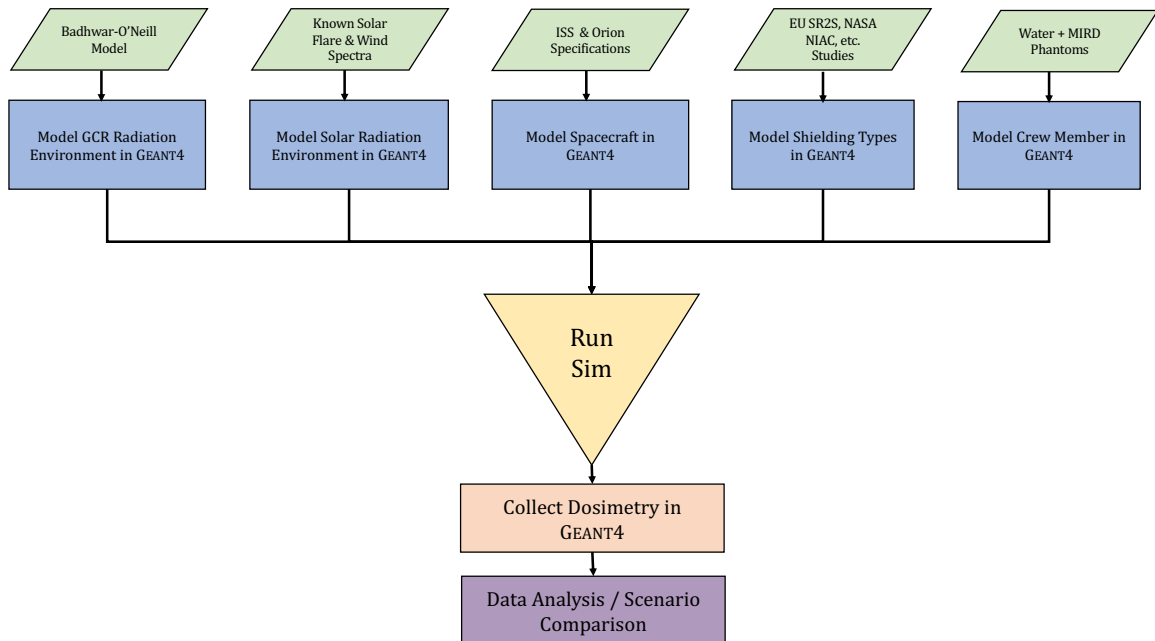 Badhwar-O'Neill
Model
Known Solar
Flare & Wind
Spectra
ISS & Orion
Specifications
EU SR2S, NASA
NIAC, etc.
Studies
Water + MIRD
Phantoms
Model GCR Radiation
Environment in GEANT4
Model Solar Radiation
Environment in GEANT4
Model Spacecraft in
GEANT4
Model Shielding Types
in GEANT4
Model Crew Member in
GEANT4
Run
Sim
Collect Dosimetry in
GEANT4
Data Analysis / Scenario
Comparison